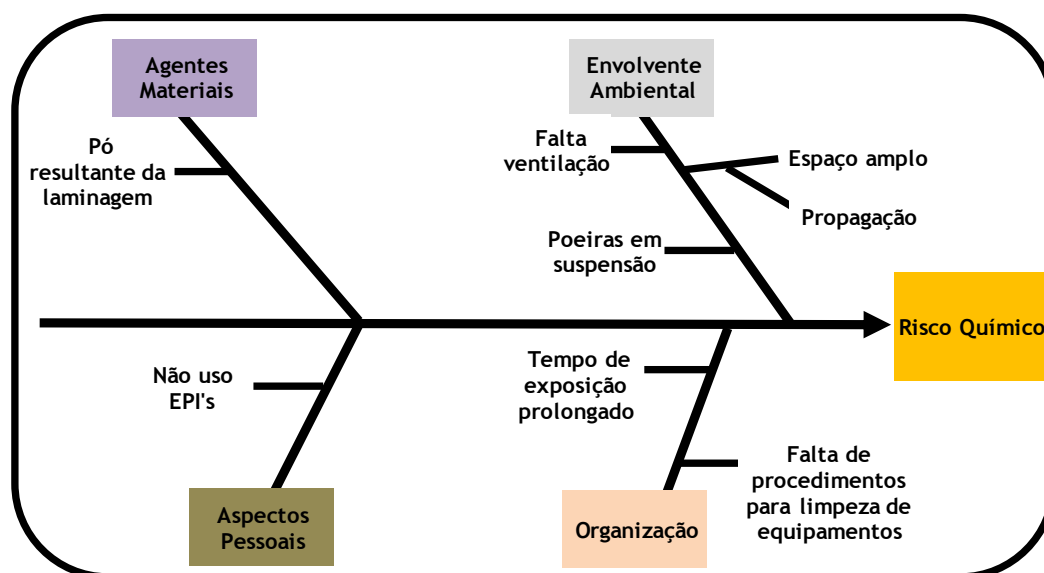 Agentes
Materiais
Envolvente
Ambiental
Pó
resultante da
laminagem
Falta
ventilação
Espaço amplo
Propagação
Poeiras em
suspensão
Risco Químico
Não uso
EPI's
Tempo de
exposição
prolongado
Falta de
procedimentos
para limpeza de
equipamentos
Aspectos
Pessoais
Organização